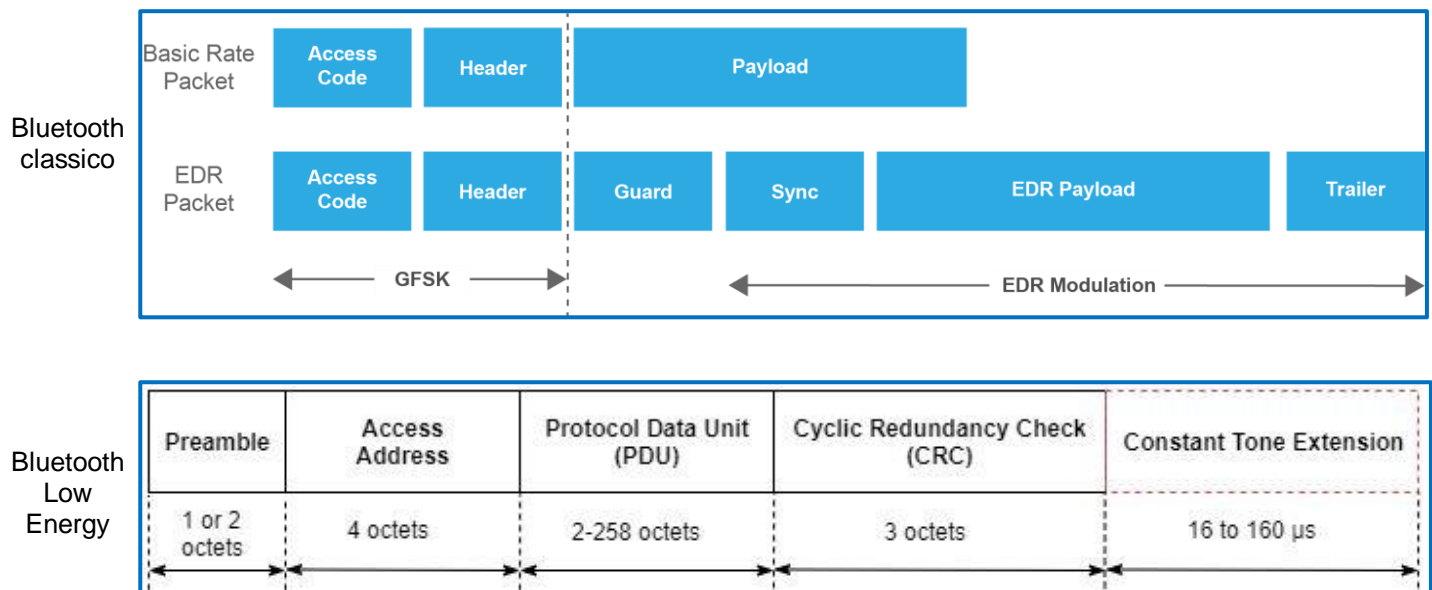 Bluetooth
classico
Basic Rate
Packet
Access
Code
Header
Payload
EDR
Packet
Access
Code
Header
Guard
Sync
EDR Payload
Trailer
GFSK
EDR Modulation
Bluetooth
Low
Energy
Preamble
Access
Address
Protocol Data Unit
(PDU)
Cyclic Redundancy Check
(CRC)
Constant Tone Extension
1 or 2
octets
4 octets
2-258 octets
3 octets
16 to 160 µs